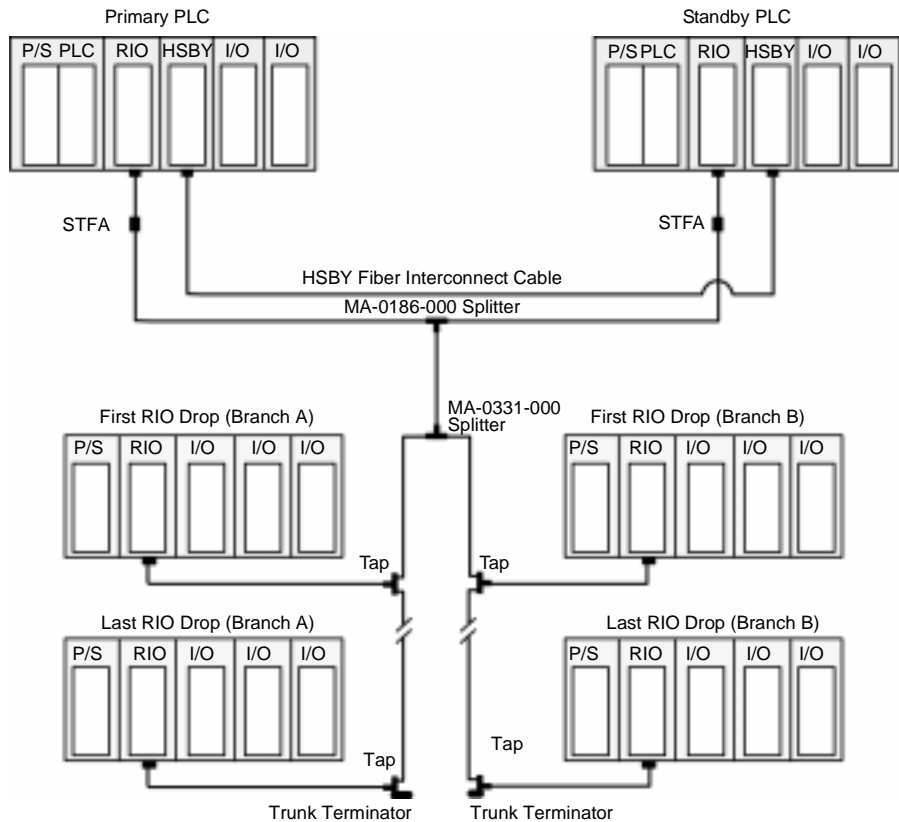 Primary PLC
Standby PLC
P/S PLC RIO HSBY I/O I/O
P/S PLC RIO HSBY I/O I/O
STFA
STFA
HSBY Fiber Interconnect Cable
MA-0186-000 Splitter
MA-0331-000
Splitter
First RIO Drop (Branch A)
First RIO Drop (Branch B)
P/S RIO I/O I/O I/O
P/S RIO I/O I/O I/O
Tap
Tap
Last RIO Drop (Branch A)
Last RIO Drop (Branch B)
P/S RIO I/O I/O I/O
P/S RIO I/O I/O I/O
Tap
Tap
Trunk Terminator
Trunk Terminator